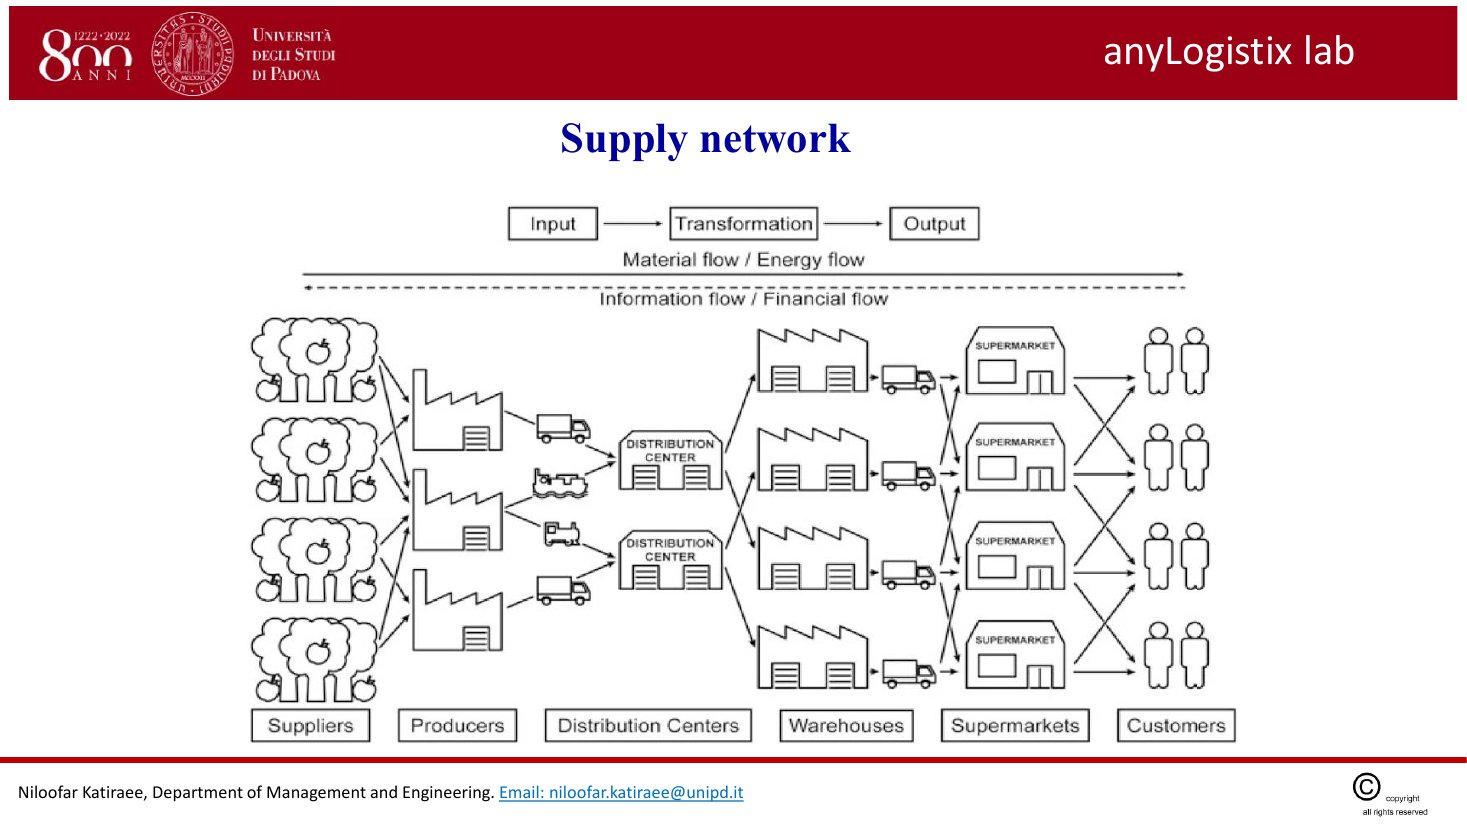 1222·2022
800
ANNI
UNIVERSITÀ
DEGLI STUDI
DI PADOVA
anyLogistix lab
Supply network
Input
Transformation
Output
Material flow / Energy flow
Information flow / Financial flow
SUPERMARKET
DISTRIBUTION
CENTER
SUPERMARKET
DISTRIBUTION
CENTER
SUPERMARKET
SUPERMARKET
Suppliers
Producers
Distribution Centers
Warehouses
Supermarkets
Customers
Niloofar Katiraee, Department of Management and Engineering. Email: niloofar.katiraee@unipd.it
© copyright
all rights reserved